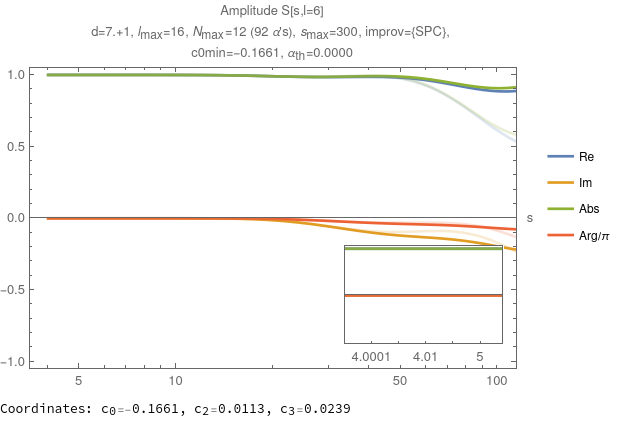 Amplitude S[s,l=6]
d=7.+1, lmax=16, Nmax=12 (92 α's), smax=300, improv={SPC},
c0min=−0.1661, αth=0.0000
1.0
0.5
0.0
−0.5
−1.0
s
Re
Im
Abs
Arg/π
4.0001 4.01 5
5 10 50 100
Coordinates: c0=-0.1661, c2=0.0113, c3=0.0239